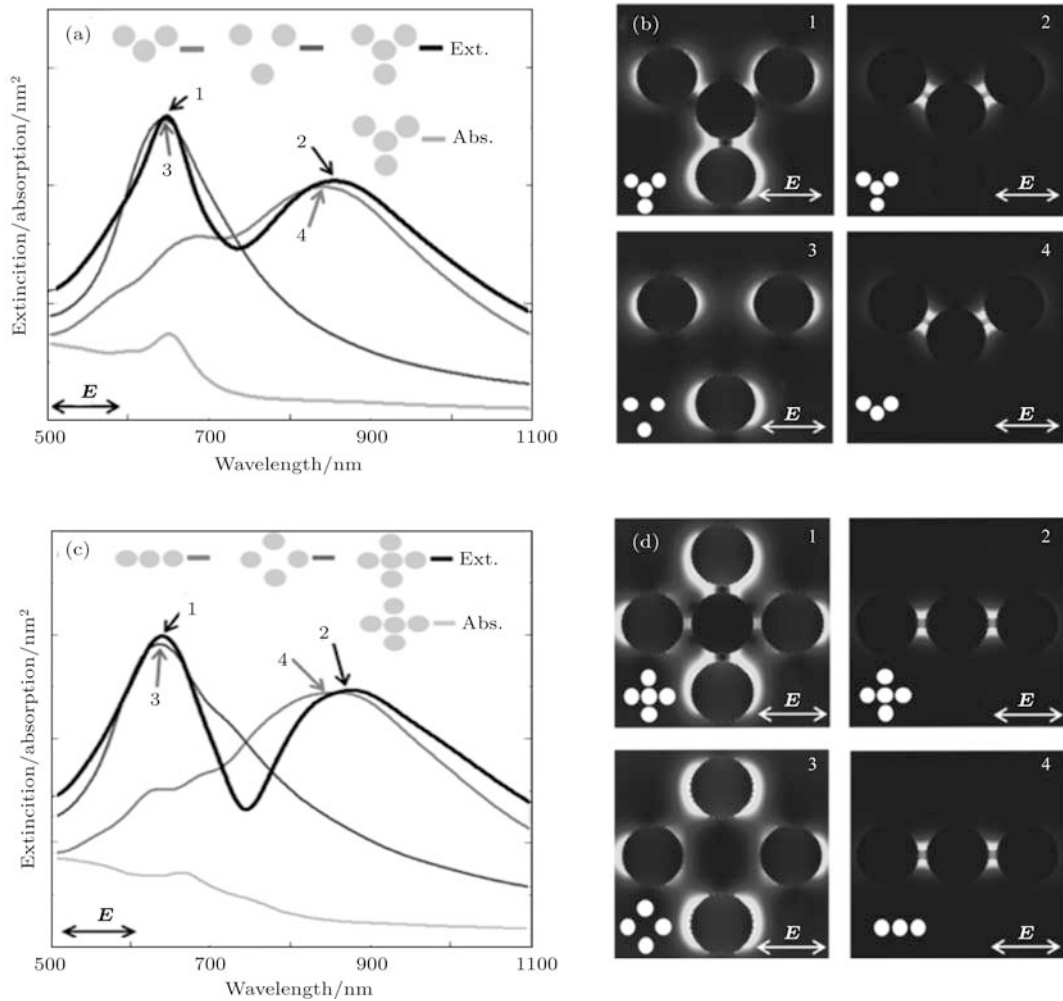 (a)
Ext.
Abs.
1
2
3
4
E
Extincition/absorption/nm²
500 700 900 1100
Wavelength/nm
(b)
1
E
2
E
3
E
4
E
(c)
Ext.
Abs.
1
2
3
4
E
Extincition/absorption/nm²
500 700 900 1100
Wavelength/nm
(d)
1
E
2
E
3
E
4
E